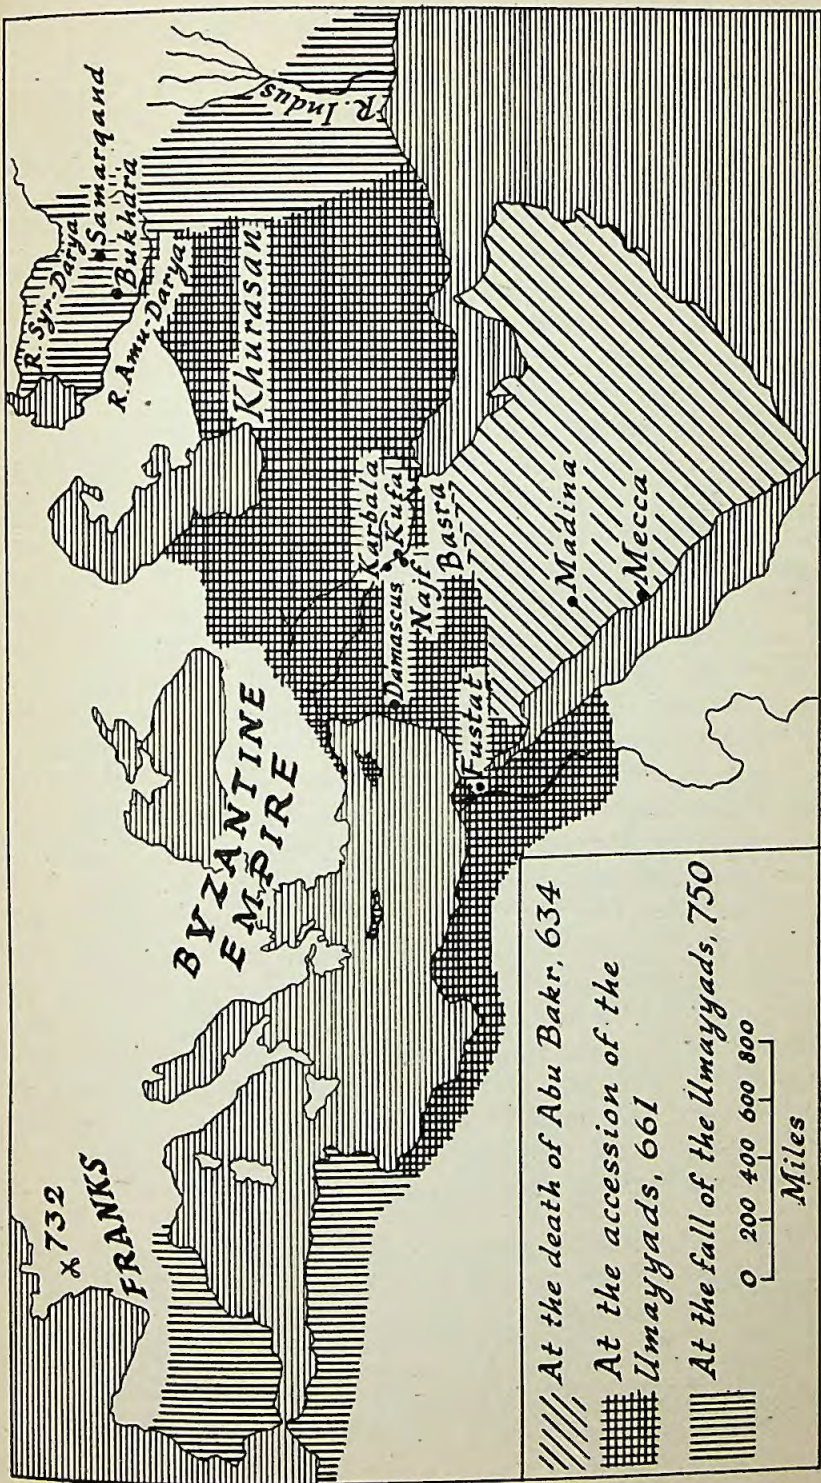 732
FRANKS
BYZANTINE
EMPIRE
R. Syr-Darya
Samarqand
Bukhara
R. Amu-Darya
R. Indus
Khurasan
Karbala
Kufa
Damascus
Najf
Basra
Fustat
Madina
Mecca
At the death of Abu Bakr, 634
At the accession of the
Umayyads, 661
At the fall of the Umayyads, 750
0 200 400 600 800
Miles